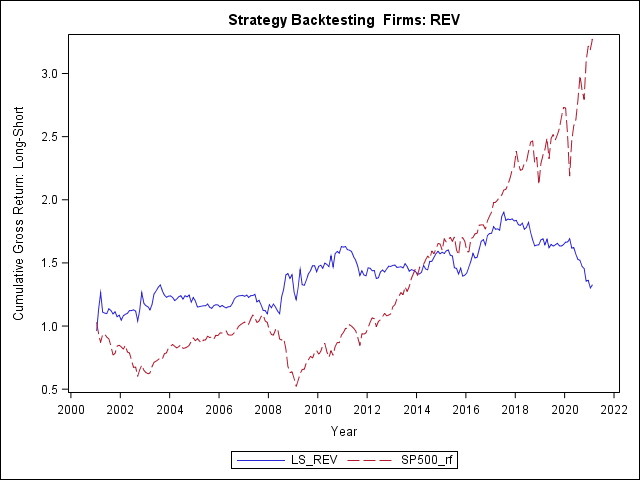 Strategy Backtesting  Firms: REV
Cumulative Gross Return: Long-Short
3.0
2.5
2.0
1.5
1.0
0.5
2000 2002 2004 2006 2008 2010 2012 2014 2016 2018 2020 2022
Year
LS_REV SP500_rf